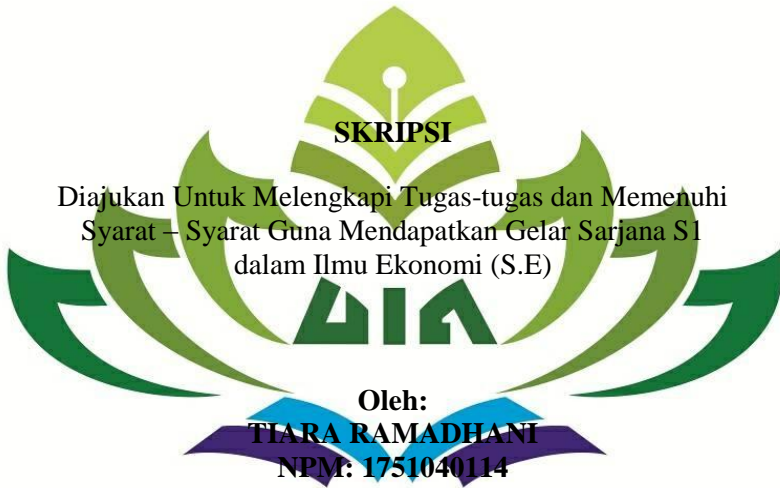 SKRIPSI
Diajukan Untuk Melengkapi Tugas-tugas dan Memenuhi
Syarat – Syarat Guna Mendapatkan Gelar Sarjana S1
dalam Ilmu Ekonomi (S.E)
UIN
Oleh:
TIARA RAMADHANI
NPM: 1751040114